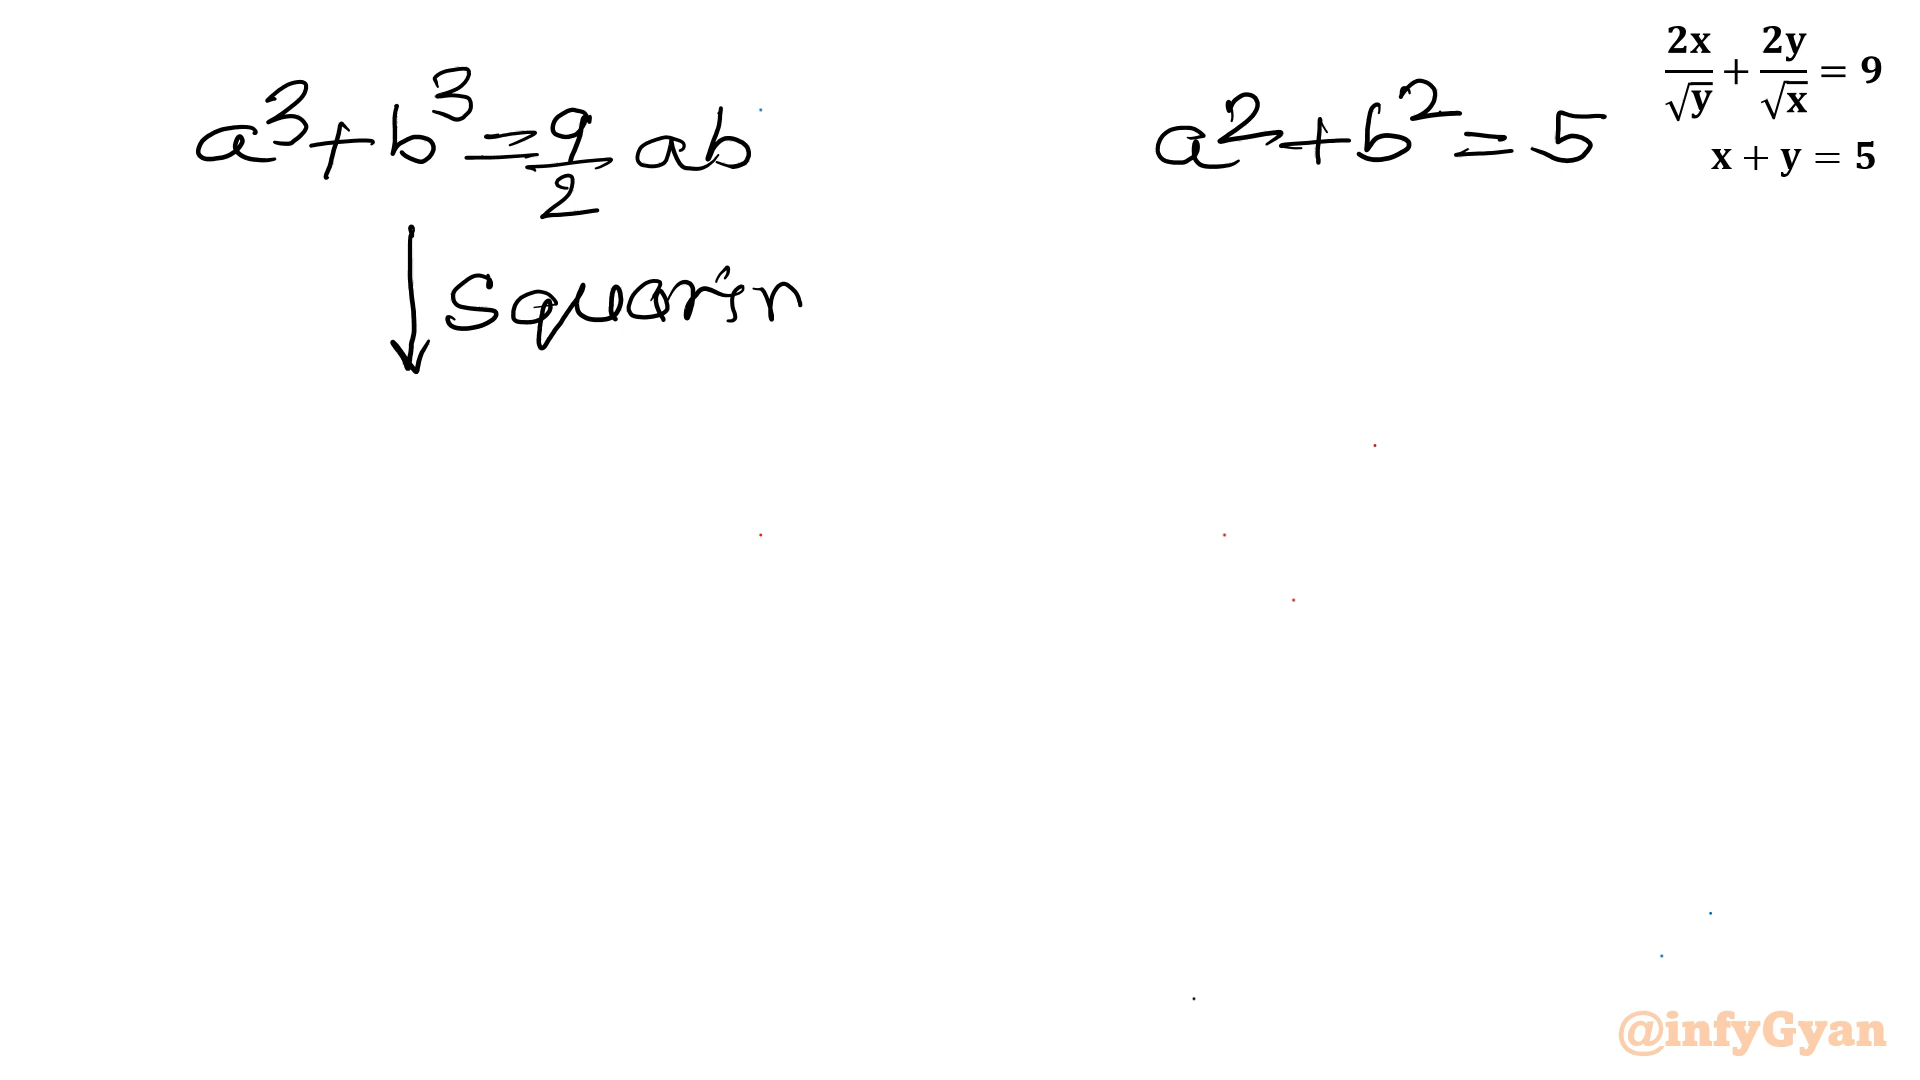 a³+b³=9/2 ab
a²+b²=5
2x/√y + 2y/√x = 9
x + y = 5
Squarin
@infyGyan